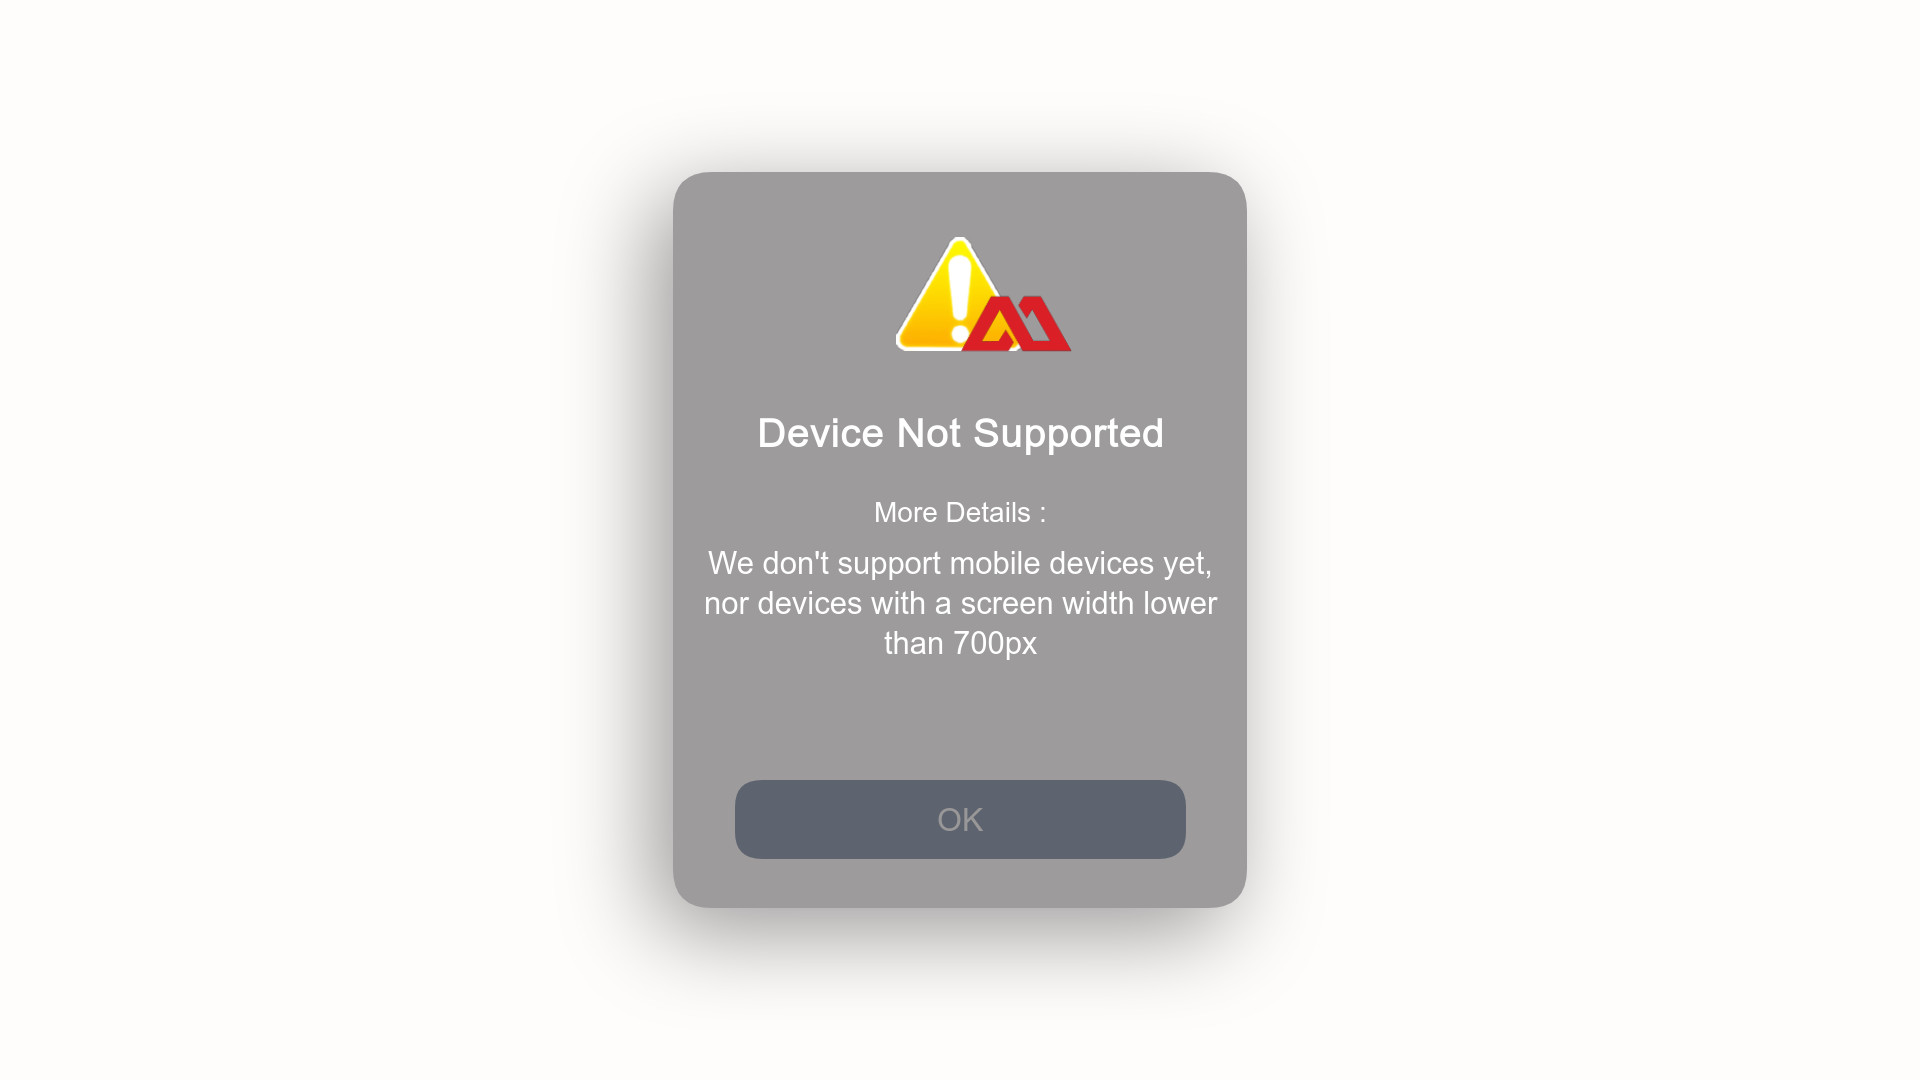 Device Not Supported
More Details :
We don't support mobile devices yet,
nor devices with a screen width lower
than 700px
OK